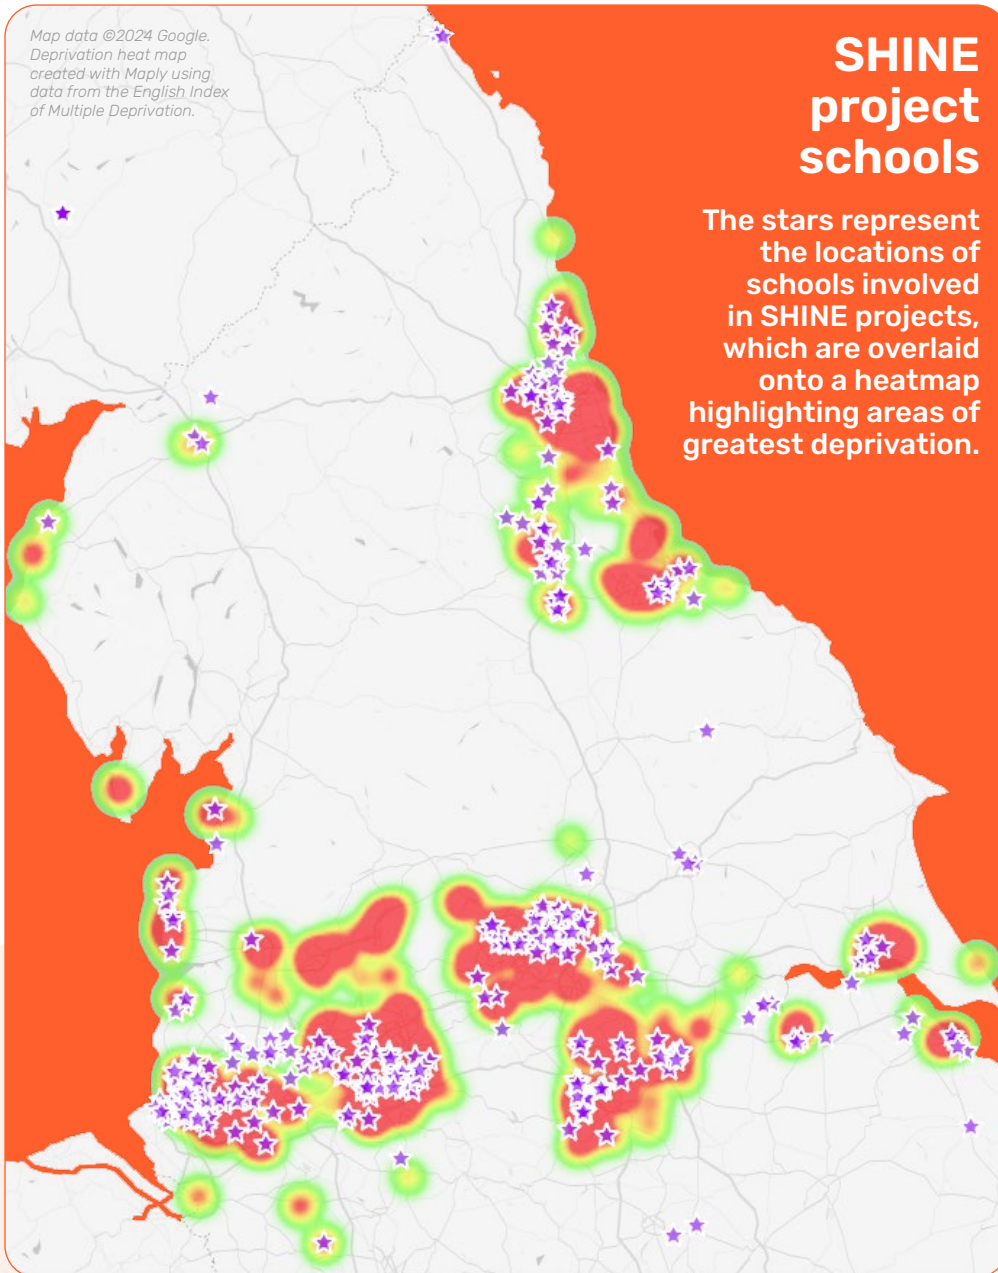 Map data ©2024 Google.
Deprivation heat map
created with Maply using
data from the English Index
of Multiple Deprivation.
SHINE
project
schools
The stars represent
the locations of
schools involved
in SHINE projects,
which are overlaid
onto a heatmap
highlighting areas of
greatest deprivation.